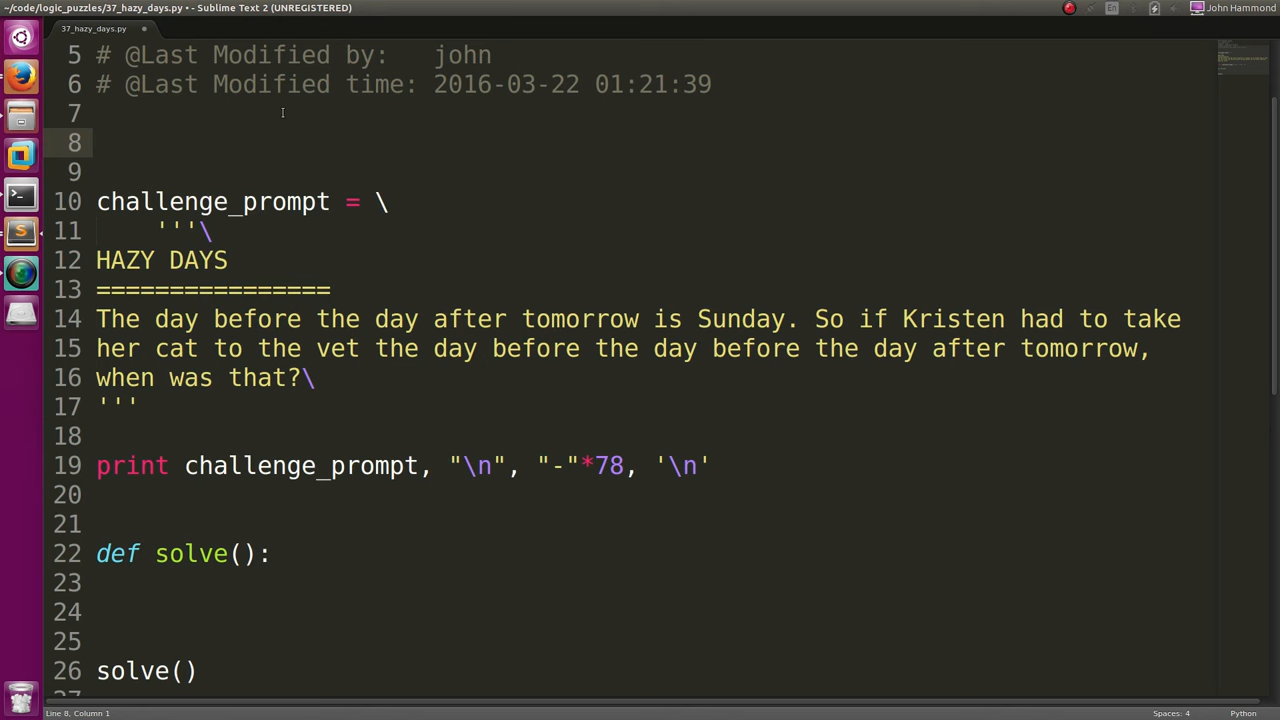 ~/code/logic_puzzles/37_hazy_days.py • - Sublime Text 2 (UNREGISTERED)
En
John Hammond
37_hazy_days.py
5 # @Last Modified by:   john
6 # @Last Modified time: 2016-03-22 01:21:39
7
8
9
10 challenge_prompt = \
11     '''\
12 HAZY DAYS
13 ================
14 The day before the day after tomorrow is Sunday. So if Kristen had to take
15 her cat to the vet the day before the day before the day after tomorrow,
16 when was that?\
17 '''
18
19 print challenge_prompt, "\n", "-"*78, '\n'
20
21
22 def solve():
23
24
25
26 solve()
27
Line 8, Column 1
Spaces: 4
Python